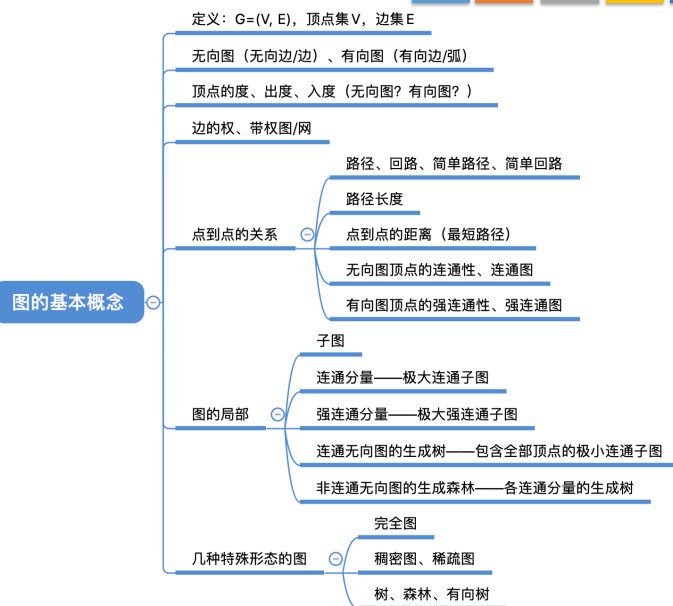 定义：G=(V, E)，顶点集V，边集E
无向图（无向边/边）、有向图（有向边/弧）
顶点的度、出度、入度（无向图？有向图？）
边的权、带权图/网
路径、回路、简单路径、简单回路
路径长度
点到点的关系
点到点的距离（最短路径）
无向图顶点的连通性、连通图
有向图顶点的强连通性、强连通图
图的基本概念
子图
连通分量——极大连通子图
图的局部
强连通分量——极大强连通子图
连通无向图的生成树——包含全部顶点的极小连通子图
非连通无向图的生成森林——各连通分量的生成树
完全图
几种特殊形态的图
稠密图、稀疏图
树、森林、有向树